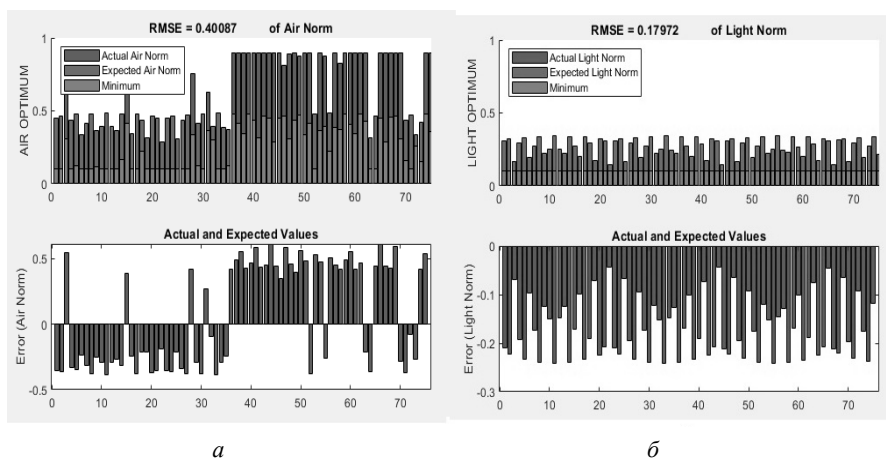 RMSE = 0.40087 of Air Norm
1
0.5
0
AIR OPTIMUM
Actual Air Norm
Expected Air Norm
Minimum
0 10 20 30 40 50 60 70
Actual and Expected Values
0.5
0
-0.5
Error (Air Norm)
0 10 20 30 40 50 60 70
а
RMSE = 0.17972 of Light Norm
1
0.5
0
LIGHT OPTIMUM
Actual Light Norm
Expected Light Norm
Minimum
0 10 20 30 40 50 60 70
Actual and Expected Values
0
-0.1
-0.2
-0.3
Error (Light Norm)
0 10 20 30 40 50 60 70
б